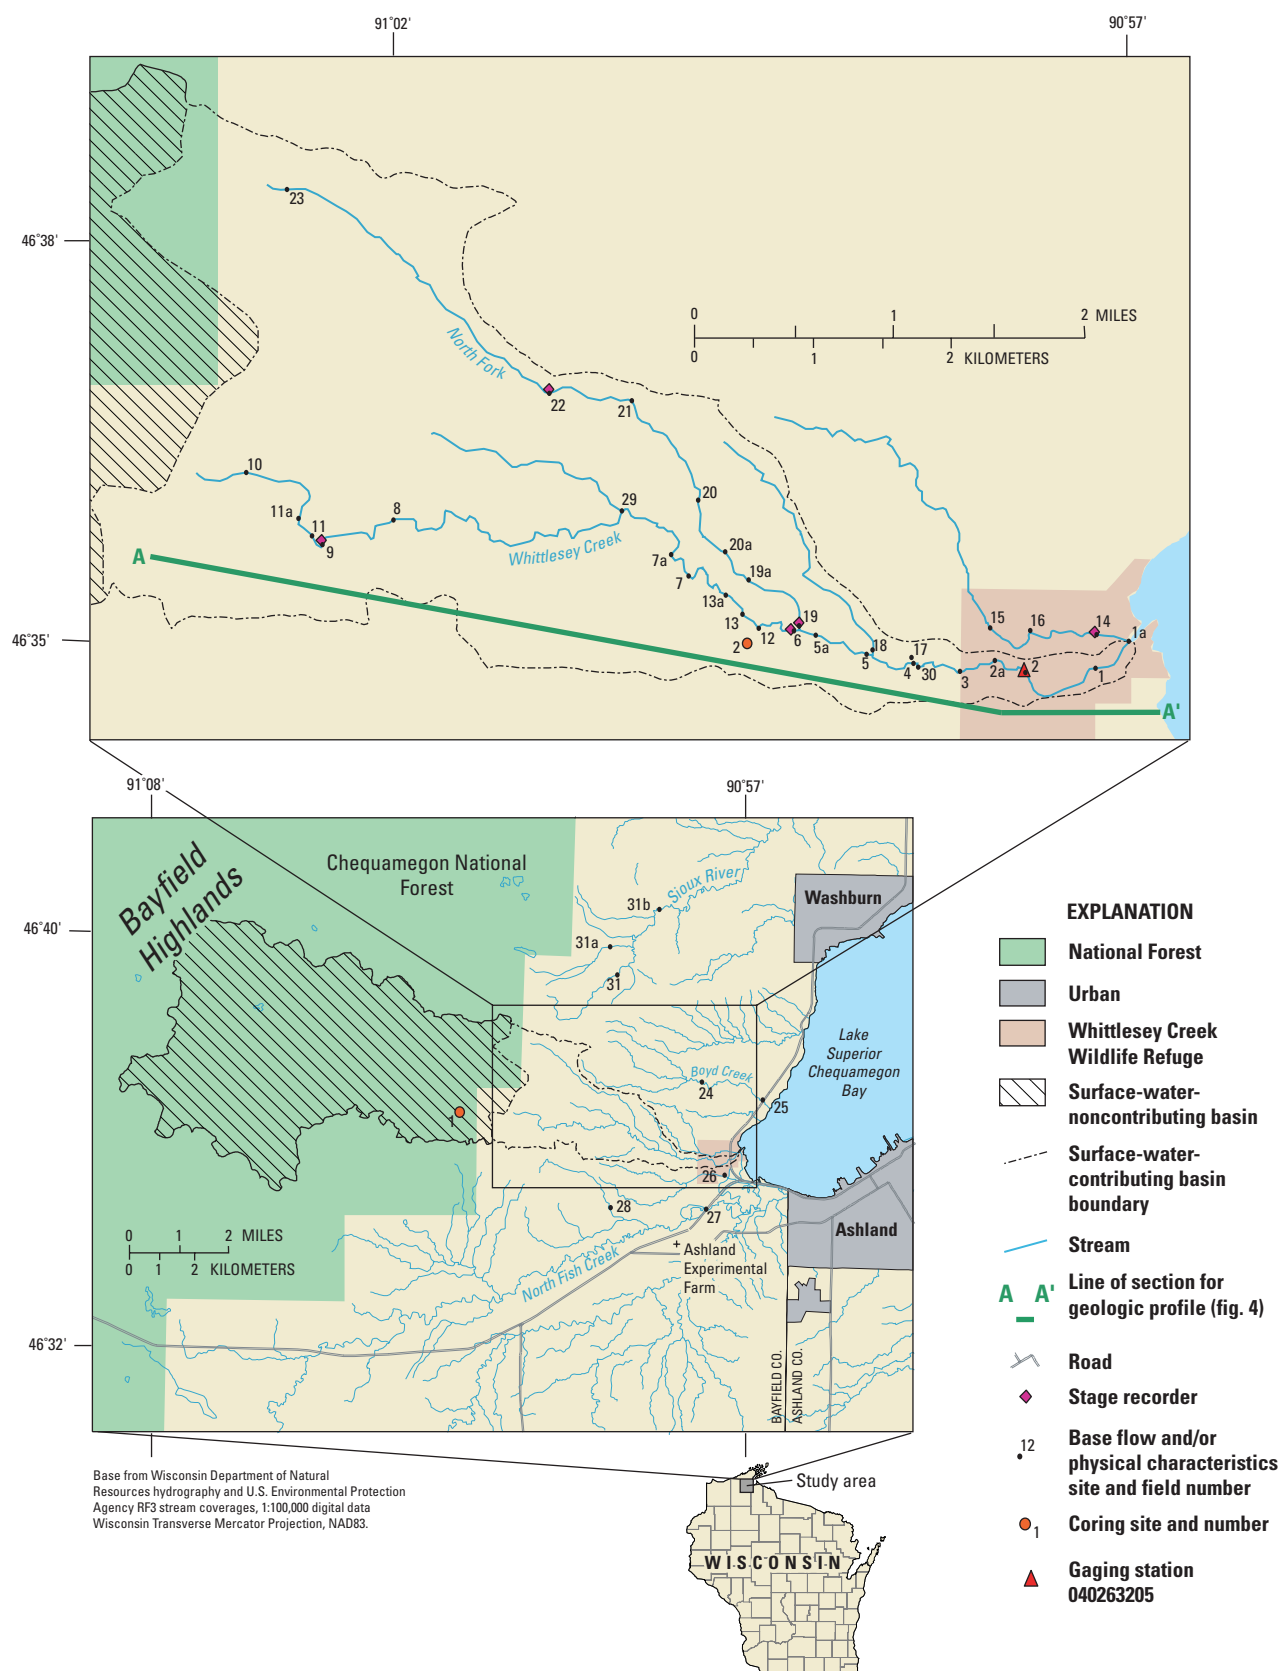 91°02'
90°57'
23
46°38'
0 1 2 MILES
0 1 2 KILOMETERS
North Fork
22
21
10
20
29
8
11a
11
9
Whittlesey Creek
20a
7a
19a
7
13a
A
13
19
15
16
14
1a
46°35'
12
6
2
5a
18
17
5
4
30
3
2a
2
1
A'
91°08'
90°57'
Bayfield
Highlands
Chequamegon National
Forest
Sioux River
31b
Washburn
46°40'
31a
31
Lake
Superior
Chequamegon
Bay
Boyd Creek
24
25
1
26
28
27
Ashland
0 1 2 MILES
0 1 2 KILOMETERS
North Fish Creek
+ Ashland
Experimental
Farm
46°32'
BAYFIELD CO.
ASHLAND CO.
EXPLANATION
National Forest
Urban
Whittlesey Creek
Wildlife Refuge
Surface-water-
noncontributing basin
Surface-water-
contributing basin
boundary
Stream
A A' Line of section for
geologic profile (fig. 4)
Road
Stage recorder
12 Base flow and/or
physical characteristics
site and field number
1 Coring site and number
Gaging station
040263205
Base from Wisconsin Department of Natural
Resources hydrography and U.S. Environmental Protection
Agency RF3 stream coverages, 1:100,000 digital data
Wisconsin Transverse Mercator Projection, NAD83.
Study area
WISCONSIN